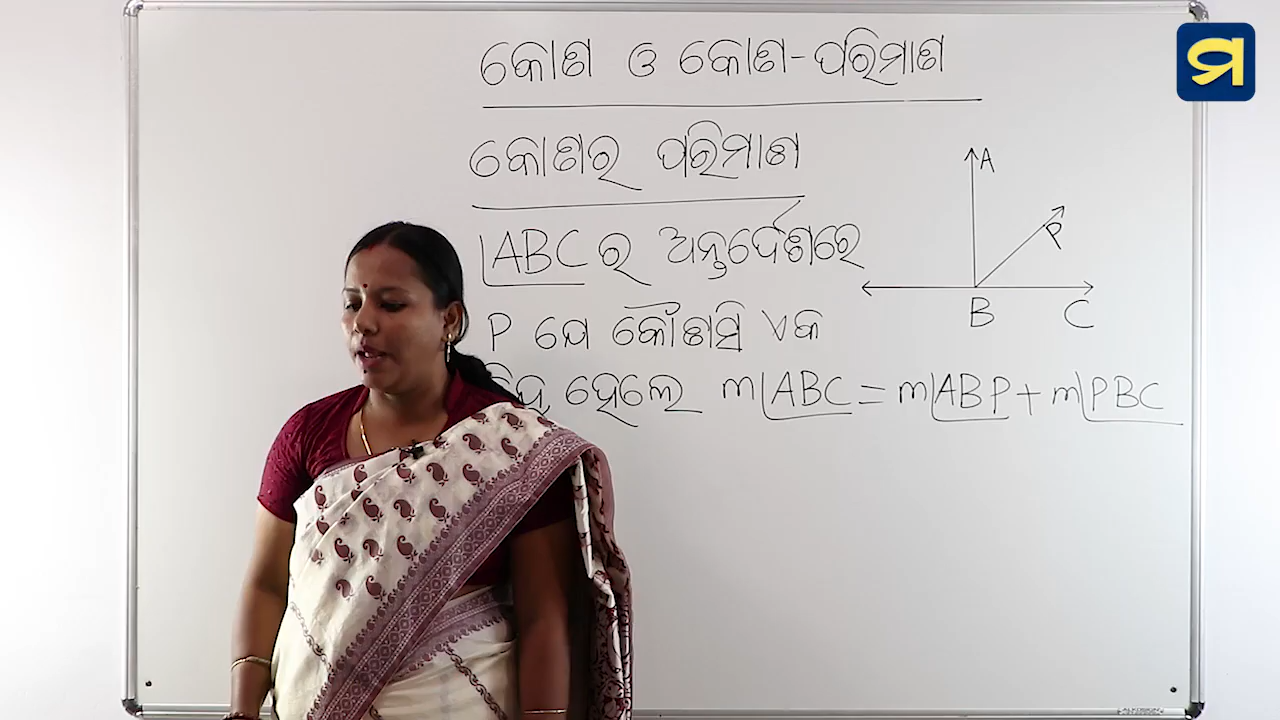 କୋଣ ଓ କୋଣ-ପରିମାଣ
କୋଣର ପରିମାଣ
∠ABC ର ଅନ୍ତର୍ଦେଶରେ
P ଯେ କୌଣସି ଏକ
ହେଲେ m∠ABC = m∠ABP + m∠PBC
A
P
B
C
ମ